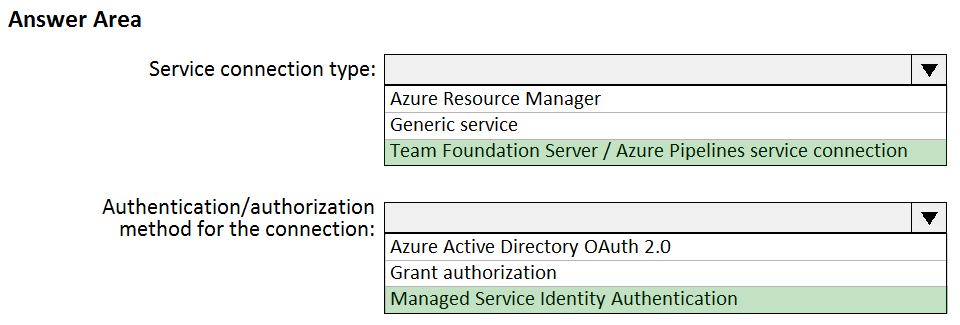 Answer Area
Service connection type:
Azure Resource Manager
Generic service
Team Foundation Server / Azure Pipelines service connection
Authentication/authorization
method for the connection:
Azure Active Directory OAuth 2.0
Grant authorization
Managed Service Identity Authentication